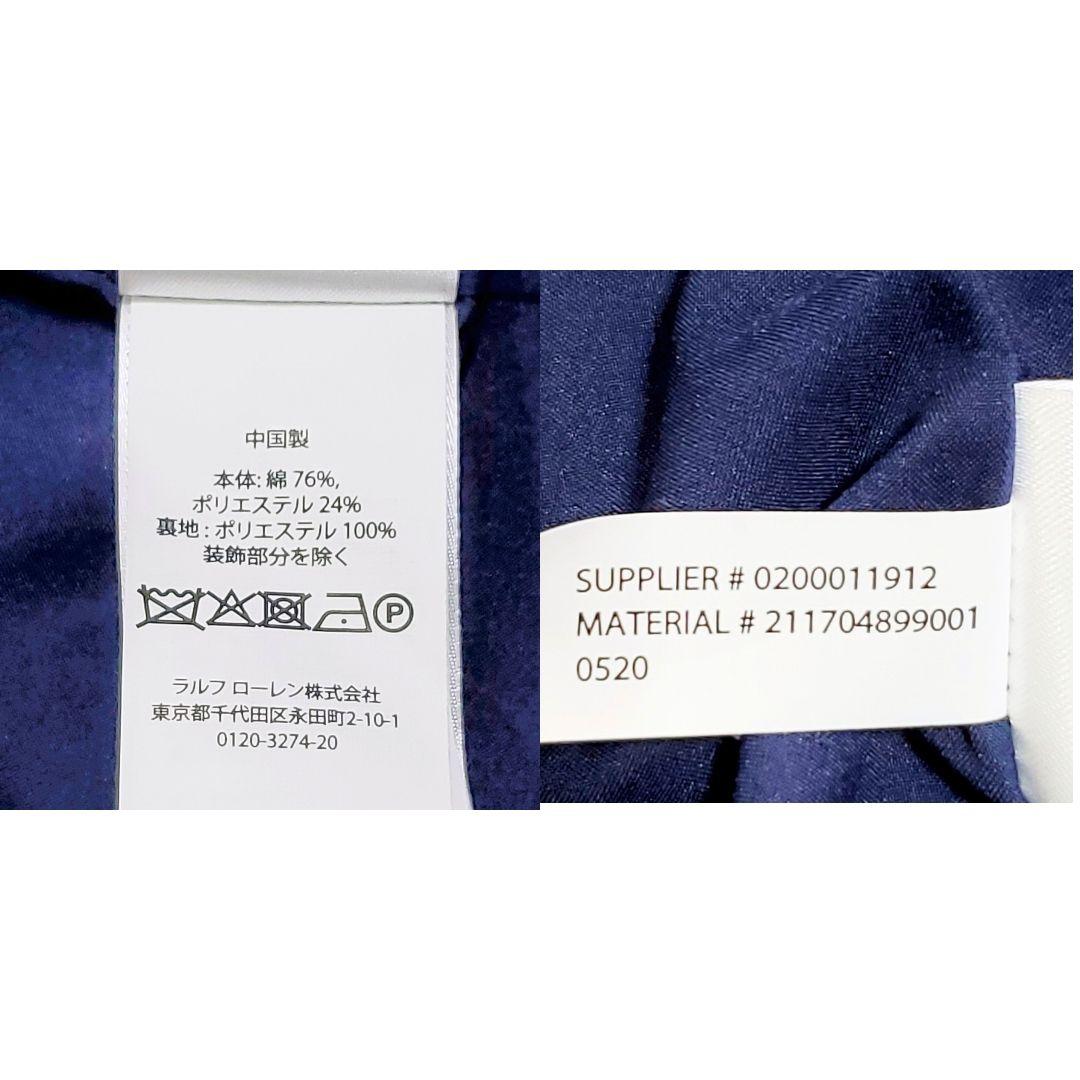 中国製
本体: 綿 76%,
ポリエステル 24%
裏地 : ポリエステル 100%
装飾部分を除く
P
ラルフ ローレン株式会社
東京都千代田区永田町2-10-1
0120-3274-20
SUPPLIER # 0200011912
MATERIAL # 211704899001
0520